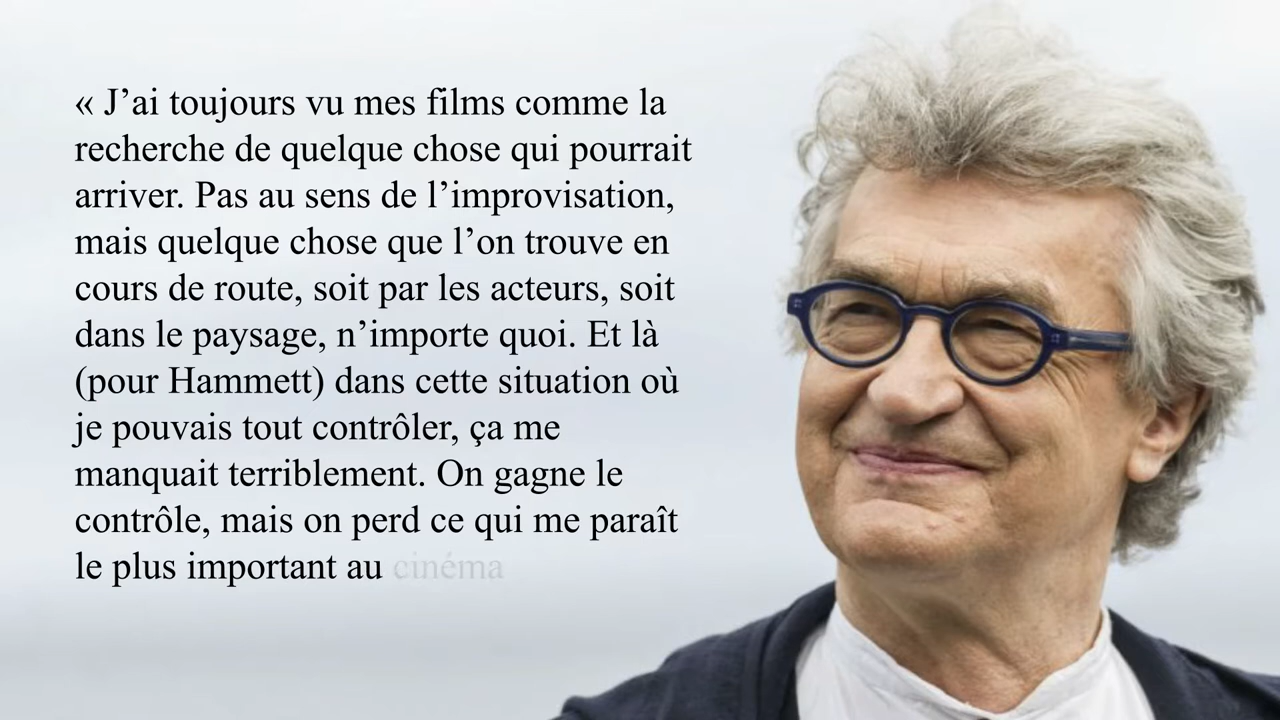 « J’ai toujours vu mes films comme la
recherche de quelque chose qui pourrait
arriver. Pas au sens de l’improvisation,
mais quelque chose que l’on trouve en
cours de route, soit par les acteurs, soit
dans le paysage, n’importe quoi. Et là
(pour Hammett) dans cette situation où
je pouvais tout contrôler, ça me
manquait terriblement. On gagne le
contrôle, mais on perd ce qui me paraît
le plus important au cinéma